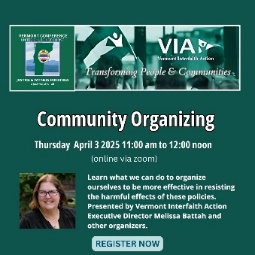 VERMONT CONFERENCE
VIA
Vermont Interfaith Action
Transforming People & Communities
Community Organizing
Thursday April 3 2025 11:00 am to 12:00 noon
(online via zoom)
Learn what we can do to organize
ourselves to be more effective in resisting
the harmful effects of these policies.
Presented by Vermont Interfaith Action
Executive Director Melissa Battah and
other organizers.
REGISTER NOW